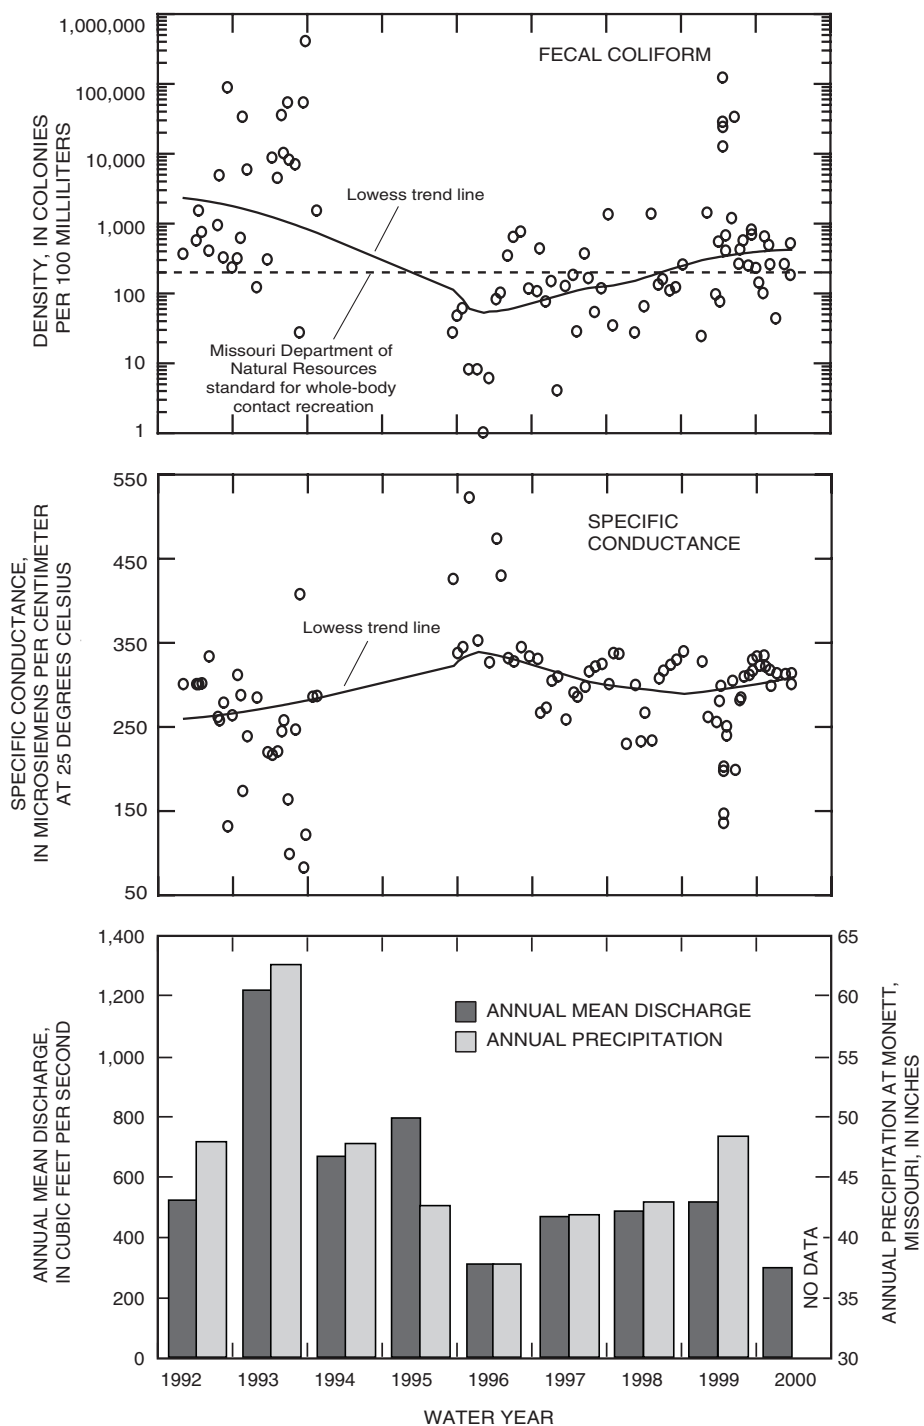 1,000,000
100,000
10,000
1,000
100
10
1
DENSITY, IN COLONIES
PER 100 MILLILITERS
FECAL COLIFORM
Lowess trend line
Missouri Department of
Natural Resources
standard for whole-body
contact recreation
550
450
350
250
150
50
SPECIFIC CONDUCTANCE,
IN MICROSIEMENS PER CENTIMETER
AT 25 DEGREES CELSIUS
SPECIFIC
CONDUCTANCE
Lowess trend line
1,400
1,200
1,000
800
600
400
200
0
ANNUAL MEAN DISCHARGE,
IN CUBIC FEET PER SECOND
ANNUAL MEAN DISCHARGE
ANNUAL PRECIPITATION
NO DATA
65
60
55
50
45
40
35
30
ANNUAL PRECIPITATION AT MONETT,
MISSOURI, IN INCHES
1992 1993 1994 1995 1996 1997 1998 1999 2000
WATER YEAR